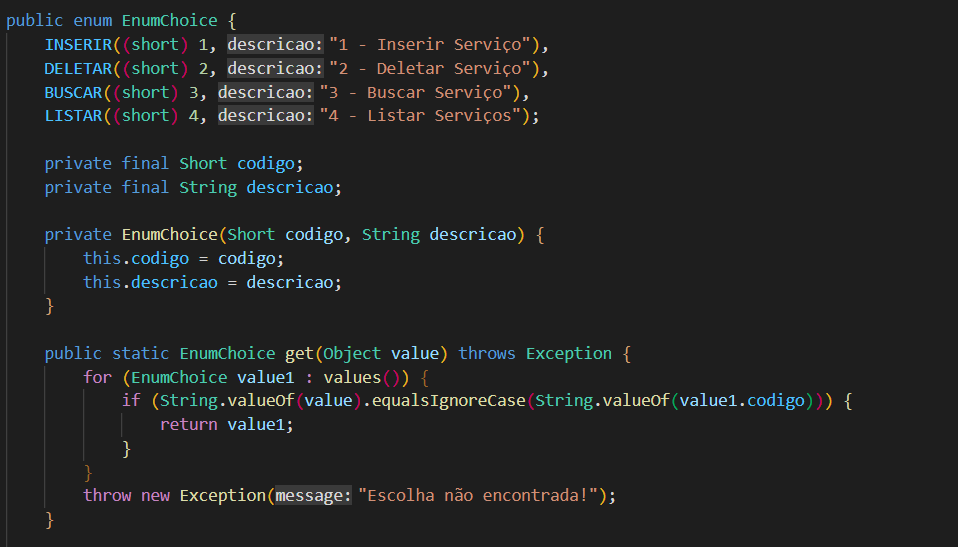 public enum EnumChoice {
    INSERIR((short) 1, descricao: "1 - Inserir Serviço"),
    DELETAR((short) 2, descricao: "2 - Deletar Serviço"),
    BUSCAR((short) 3, descricao: "3 - Buscar Serviço"),
    LISTAR((short) 4, descricao: "4 - Listar Serviços");
    private final Short codigo;
    private final String descricao;
    private EnumChoice(Short codigo, String descricao) {
        this.codigo = codigo;
        this.descricao = descricao;
    }
    public static EnumChoice get(Object value) throws Exception {
        for (EnumChoice value1 : values()) {
            if (String.valueOf(value).equalsIgnoreCase(String.valueOf(value1.codigo))) {
                return value1;
            }
        }
        throw new Exception(message: "Escolha não encontrada!");
    }